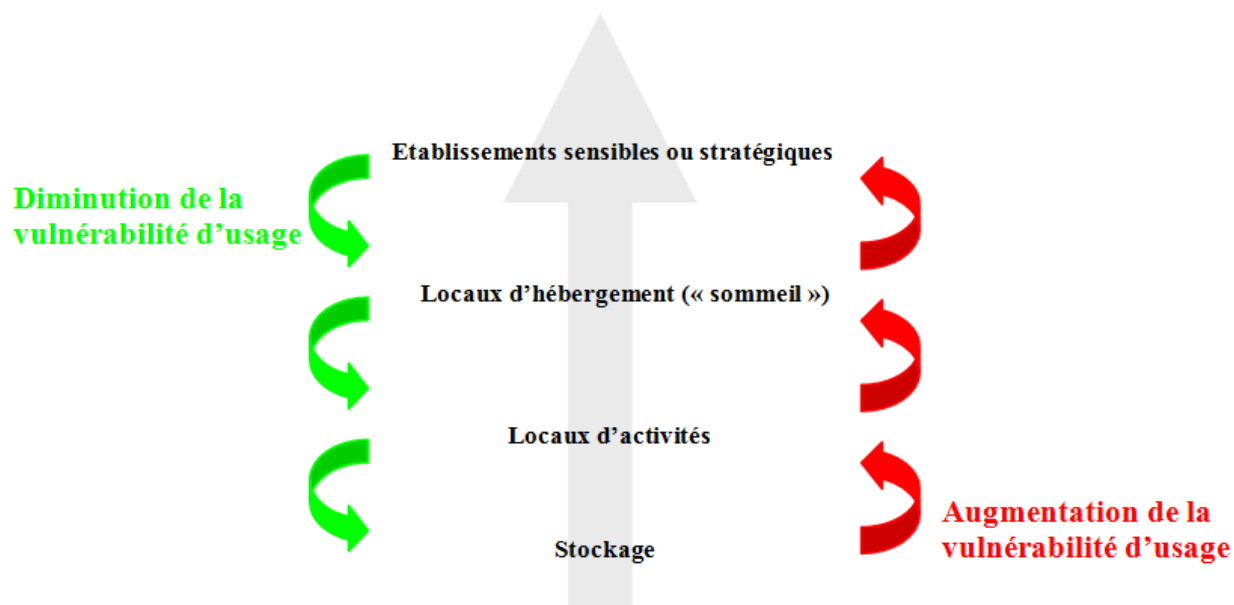 Etablissements sensibles ou stratégiques
Diminution de la
vulnérabilité d’usage
Locaux d’hébergement (« sommeil »)
Locaux d’activités
Augmentation de la
vulnérabilité d’usage
Stockage